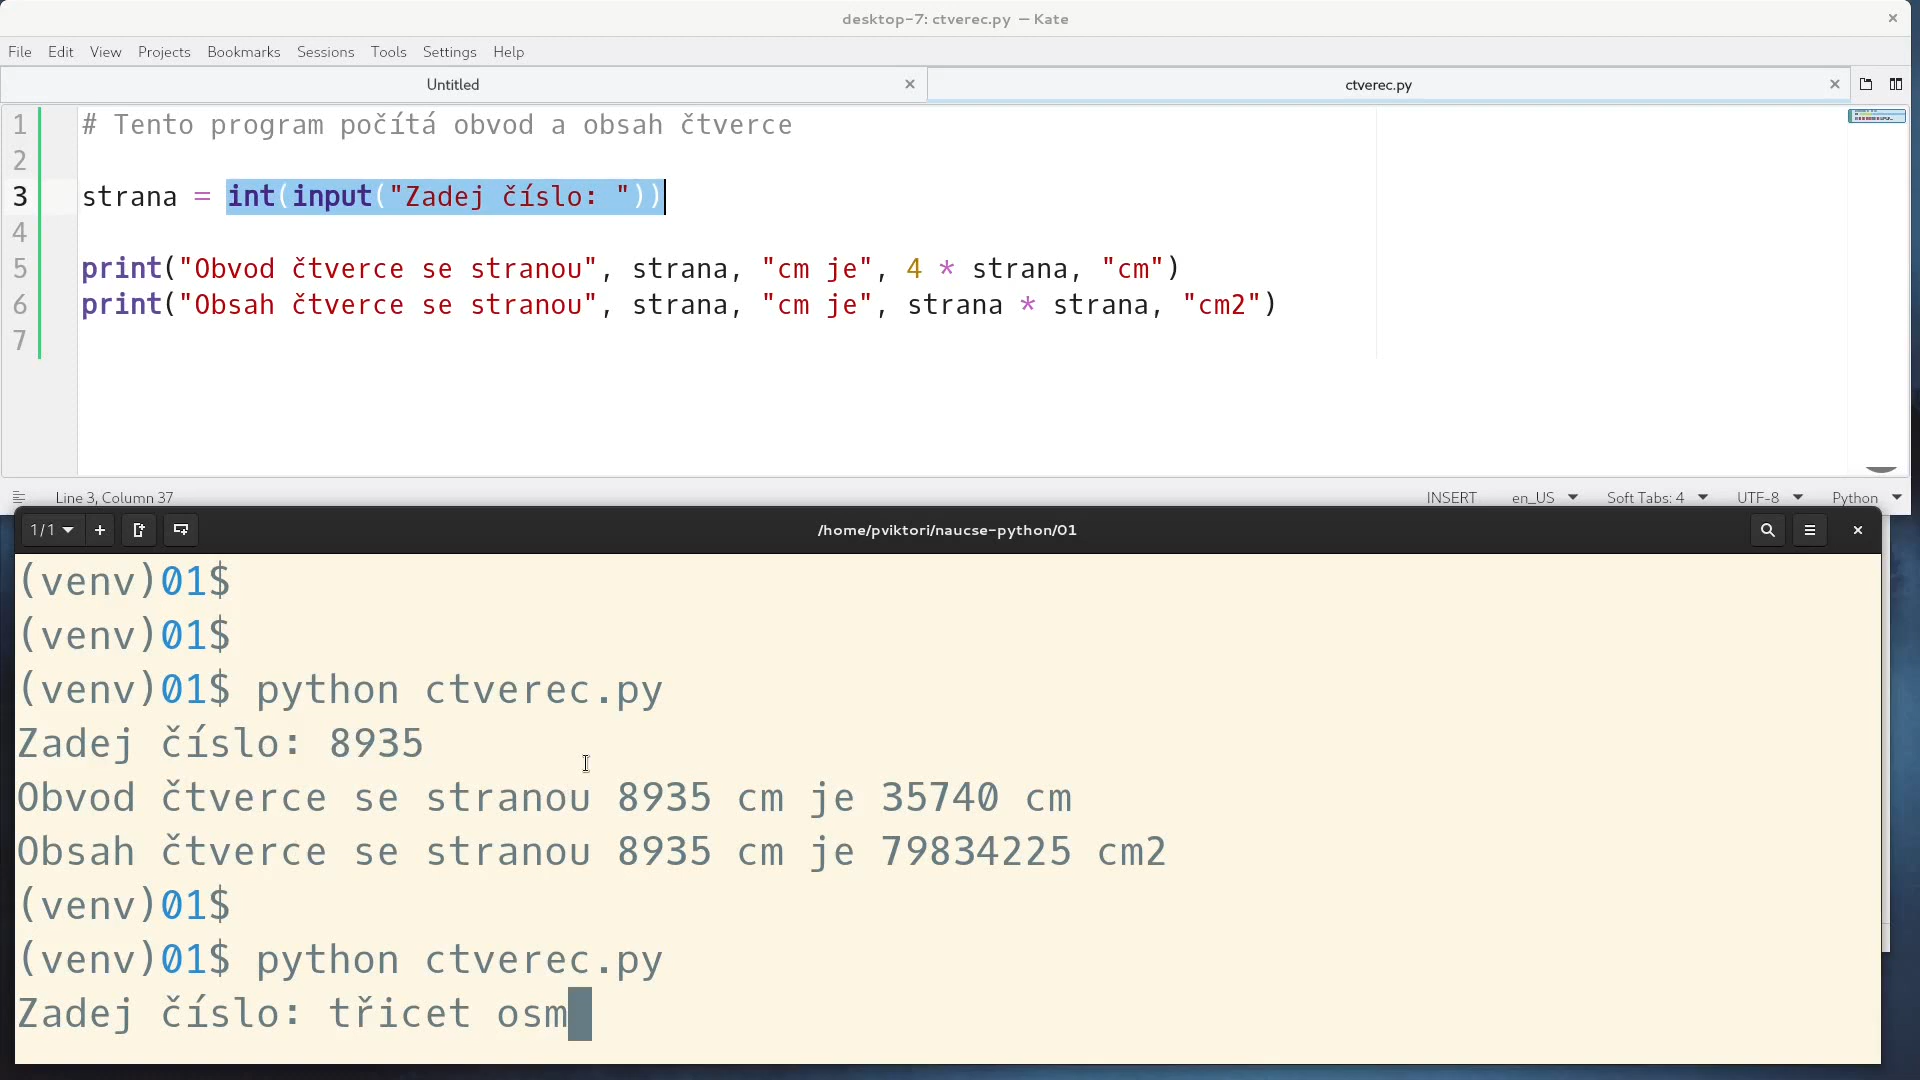 desktop-7: ctverec.py — Kate
File Edit View Projects Bookmarks Sessions Tools Settings Help
Untitled ctverec.py
1 # Tento program počítá obvod a obsah čtverce
2
3 strana = int(input("Zadej číslo: "))
4
5 print("Obvod čtverce se stranou", strana, "cm je", 4 * strana, "cm")
6 print("Obsah čtverce se stranou", strana, "cm je", strana * strana, "cm2")
7
Line 3, Column 37 INSERT en_US Soft Tabs: 4 UTF-8 Python
1/1 /home/pviktori/naucse-python/01
(venv)01$
(venv)01$
(venv)01$ python ctverec.py
Zadej číslo: 8935
Obvod čtverce se stranou 8935 cm je 35740 cm
Obsah čtverce se stranou 8935 cm je 79834225 cm2
(venv)01$
(venv)01$ python ctverec.py
Zadej číslo: třicet osm